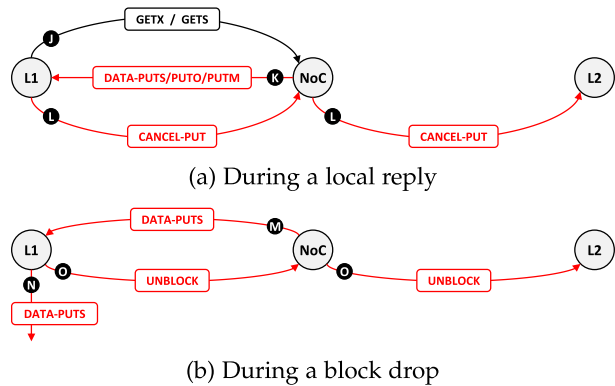 GETX / GETS
J
L1
DATA-PUTS/PUTO/PUTM
K
NoC
L2
L
CANCEL-PUT
L
CANCEL-PUT
(a) During a local reply
DATA-PUTS
M
L1
NoC
L2
N
O
UNBLOCK
O
UNBLOCK
DATA-PUTS
(b) During a block drop